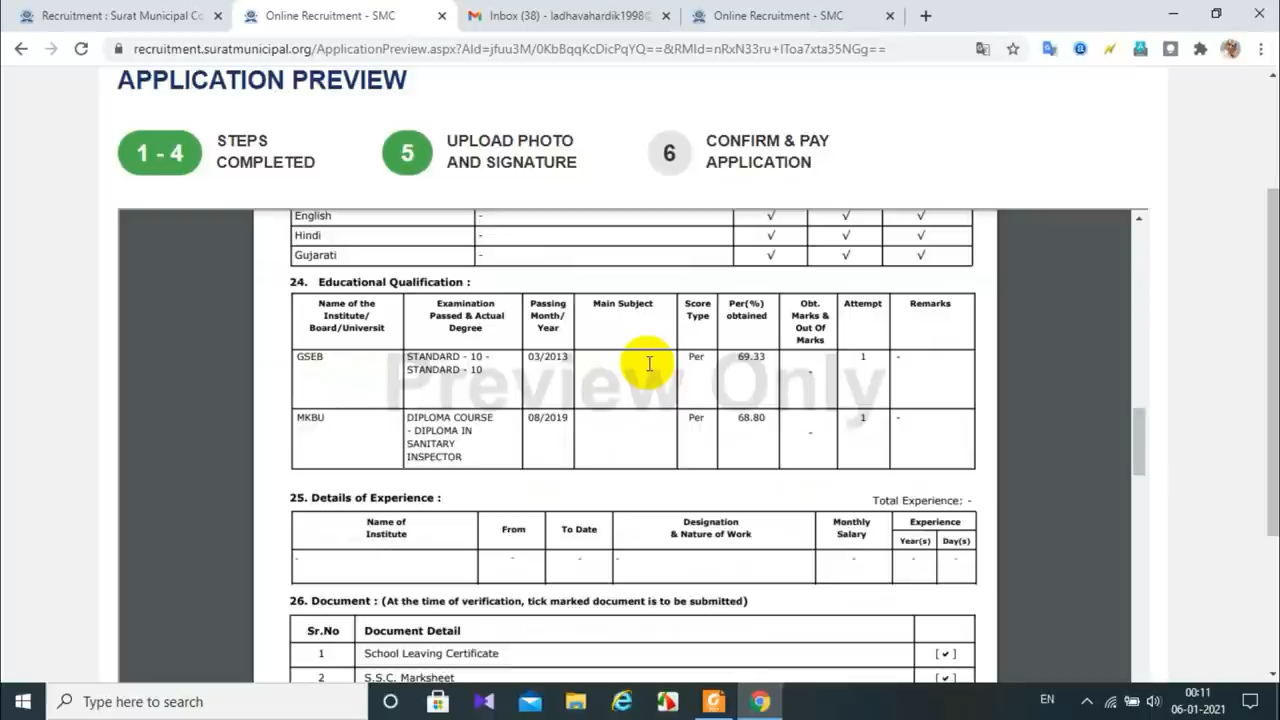 Recruitment : Surat Municipal Co
Online Recruitment - SMC
Inbox (38) - ladhavahardik1998@
Online Recruitment - SMC
recruitment.suratmunicipal.org/ApplicationPreview.aspx?AId=jfuu3M/0KbBqqKcDicPqYQ==&RMId=nRxN33ru+IToa7xta35NGg==
APPLICATION PREVIEW
1 - 4 STEPS COMPLETED
5 UPLOAD PHOTO AND SIGNATURE
6 CONFIRM & PAY APPLICATION
English - √ √ √
Hindi - √ √ √
Gujarati - √ √ √
24. Educational Qualification :
Name of the Institute/ Board/Universit Examination Passed & Actual Degree Passing Month/ Year Main Subject Score Type Per(%) obtained Obt. Marks & Out Of Marks Attempt Remarks
GSEB STANDARD - 10 - STANDARD - 10 03/2013 Per 69.33 - 1 -
Preview Only
MKBU DIPLOMA COURSE - DIPLOMA IN SANITARY INSPECTOR 08/2019 Per 68.80 - 1 -
25. Details of Experience :
Total Experience: -
Name of Institute From To Date Designation & Nature of Work Monthly Salary Experience Year(s) Day(s)
- - - - - - -
26. Document : (At the time of verification, tick marked document is to be submitted)
Sr.No Document Detail
1 School Leaving Certificate [✔]
2 S.S.C. Marksheet [✔]
Type here to search
EN
00:11
06-01-2021